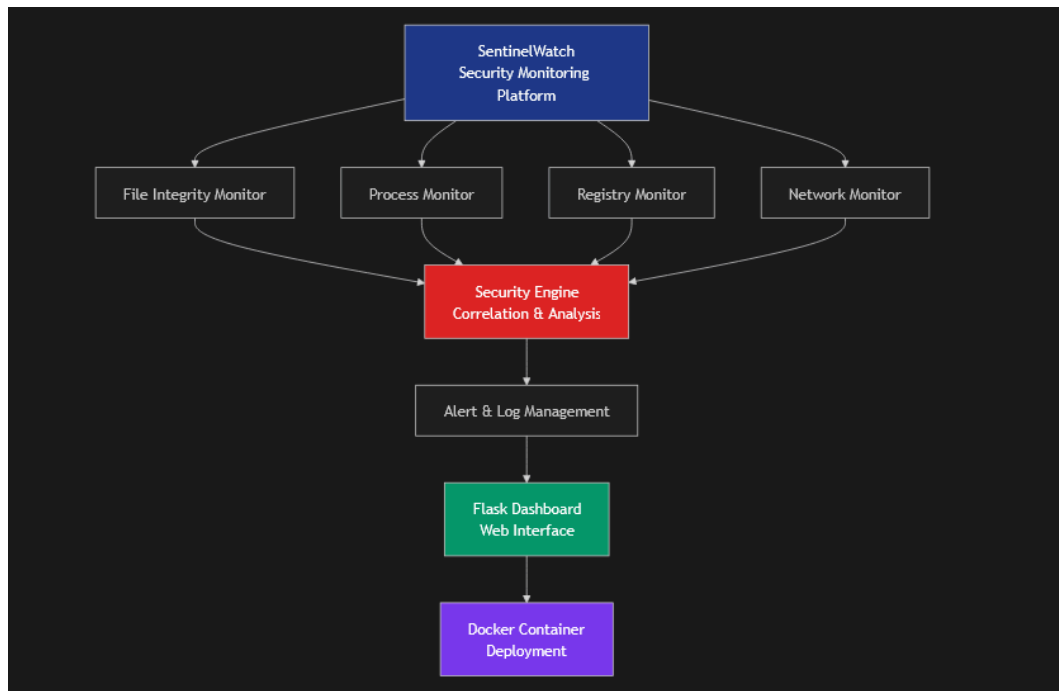 SentinelWatch
Security Monitoring
Platform
File Integrity Monitor
Process Monitor
Registry Monitor
Network Monitor
Security Engine
Correlation & Analysis
Alert & Log Management
Flask Dashboard
Web Interface
Docker Container
Deployment